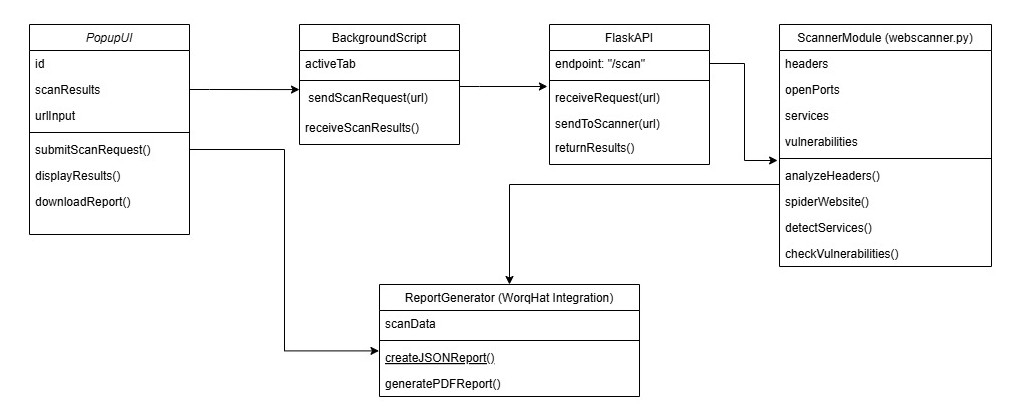 PopupUI
id
scanResults
urlInput
submitScanRequest()
displayResults()
downloadReport()
BackgroundScript
activeTab
sendScanRequest(url)
receiveScanResults()
FlaskAPI
endpoint: "/scan"
receiveRequest(url)
sendToScanner(url)
returnResults()
ScannerModule (webscanner.py)
headers
openPorts
services
vulnerabilities
analyzeHeaders()
spiderWebsite()
detectServices()
checkVulnerabilities()
ReportGenerator (WorqHat Integration)
scanData
createJSONReport()
generatePDFReport()